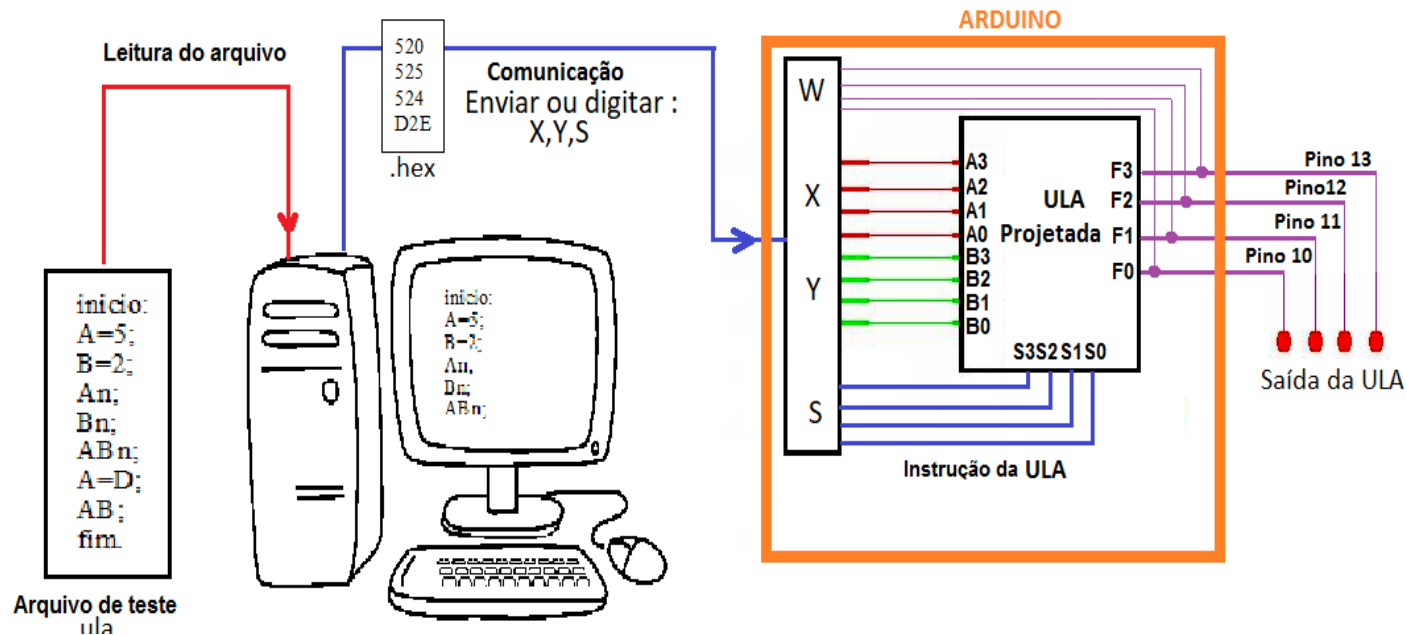 ARDUINO
Leitura do arquivo
520
525
524
D2E
.hex
Comunicação
Enviar ou digitar :
X,Y,S
inicio:
A=5;
B=2;
An;
Bn;
ABn;
A=D;
AB;
fim.
Arquivo de teste
ula
inicio:
A=5;
B=2;
An,
Bn;
ABn;
W
X
Y
S
A3
A2
A1
A0
B3
B2
B1
B0
ULA
Projetada
F3
F2
F1
F0
S3S2S1S0
Instrução da ULA
Pino 13
Pino12
Pino 11
Pino 10
Saída da ULA